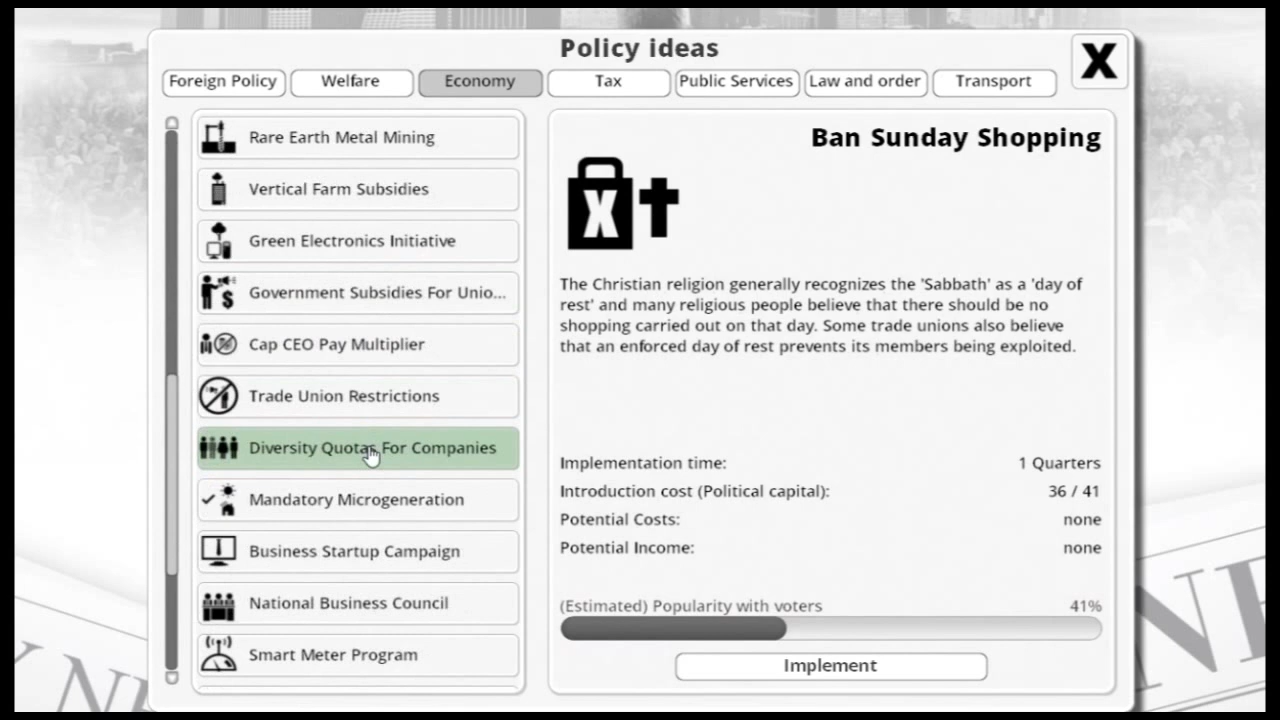 Policy ideas
X
Foreign Policy
Welfare
Economy
Tax
Public Services
Law and order
Transport
Rare Earth Metal Mining
Vertical Farm Subsidies
Green Electronics Initiative
Government Subsidies For Unio...
Cap CEO Pay Multiplier
Trade Union Restrictions
Diversity Quotas For Companies
Mandatory Microgeneration
Business Startup Campaign
National Business Council
Smart Meter Program
Ban Sunday Shopping
X
The Christian religion generally recognizes the 'Sabbath' as a 'day of
rest' and many religious people believe that there should be no
shopping carried out on that day. Some trade unions also believe
that an enforced day of rest prevents its members being exploited.
Implementation time: 1 Quarters
Introduction cost (Political capital): 36 / 41
Potential Costs: none
Potential Income: none
(Estimated) Popularity with voters 41%
Implement